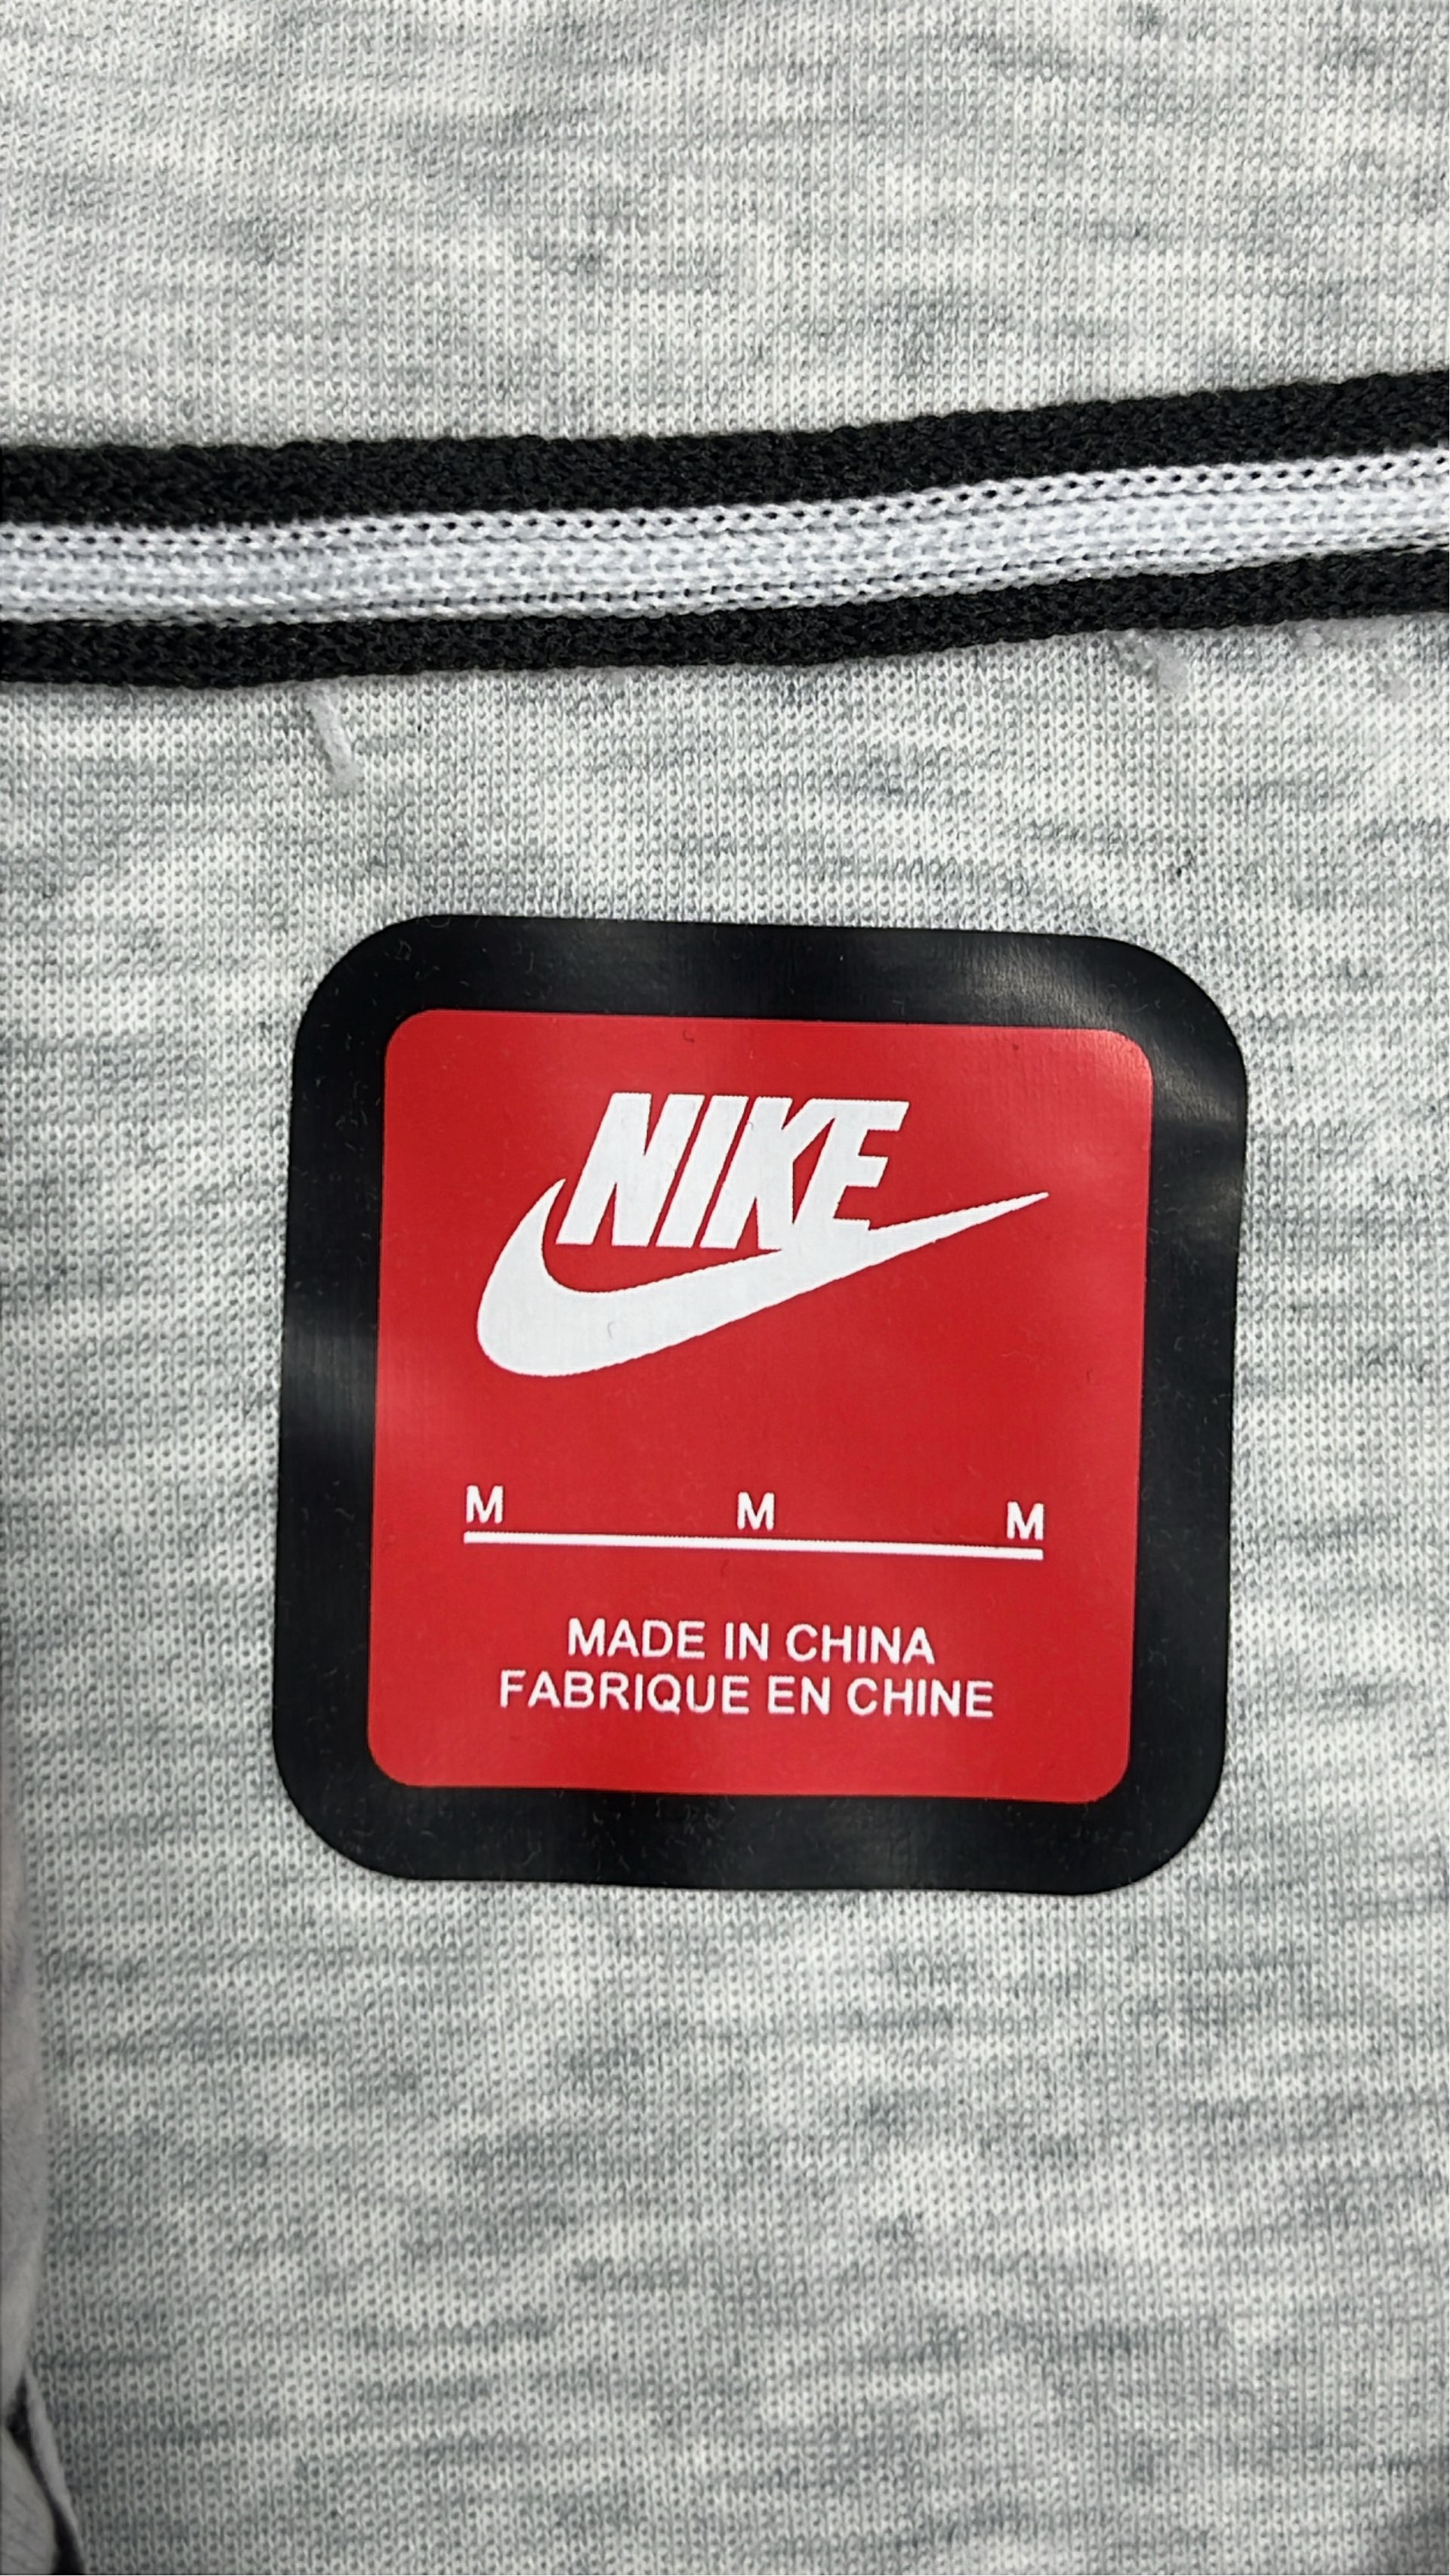 NIKE
M M M
MADE IN CHINA
FABRIQUE EN CHINE